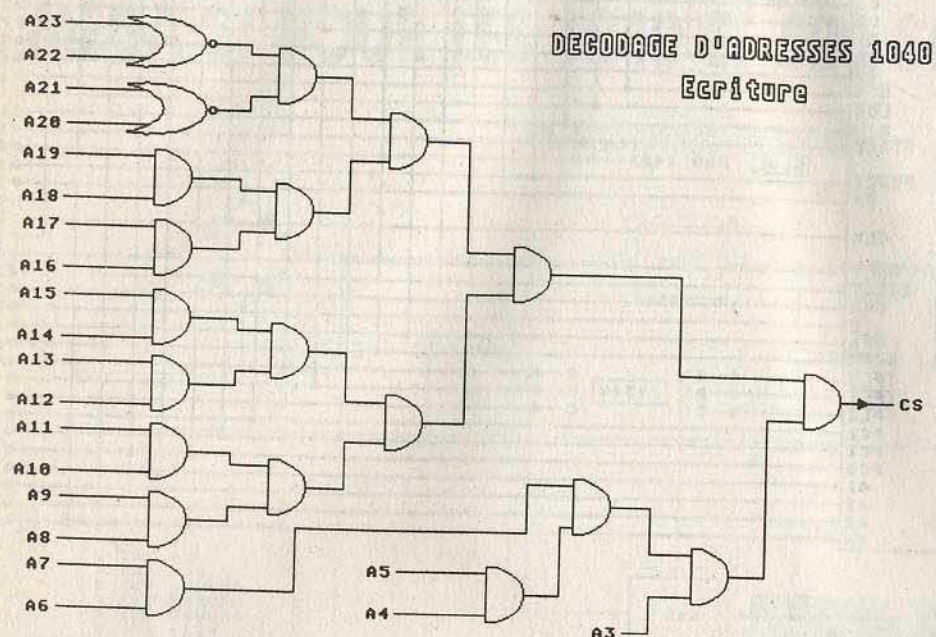 DECODAGE D'ADRESSES 1040
Ecriture
A23
A22
A21
A20
A19
A18
A17
A16
A15
A14
A13
A12
A11
A10
A9
A8
A7
A6
A5
A4
A3
CS